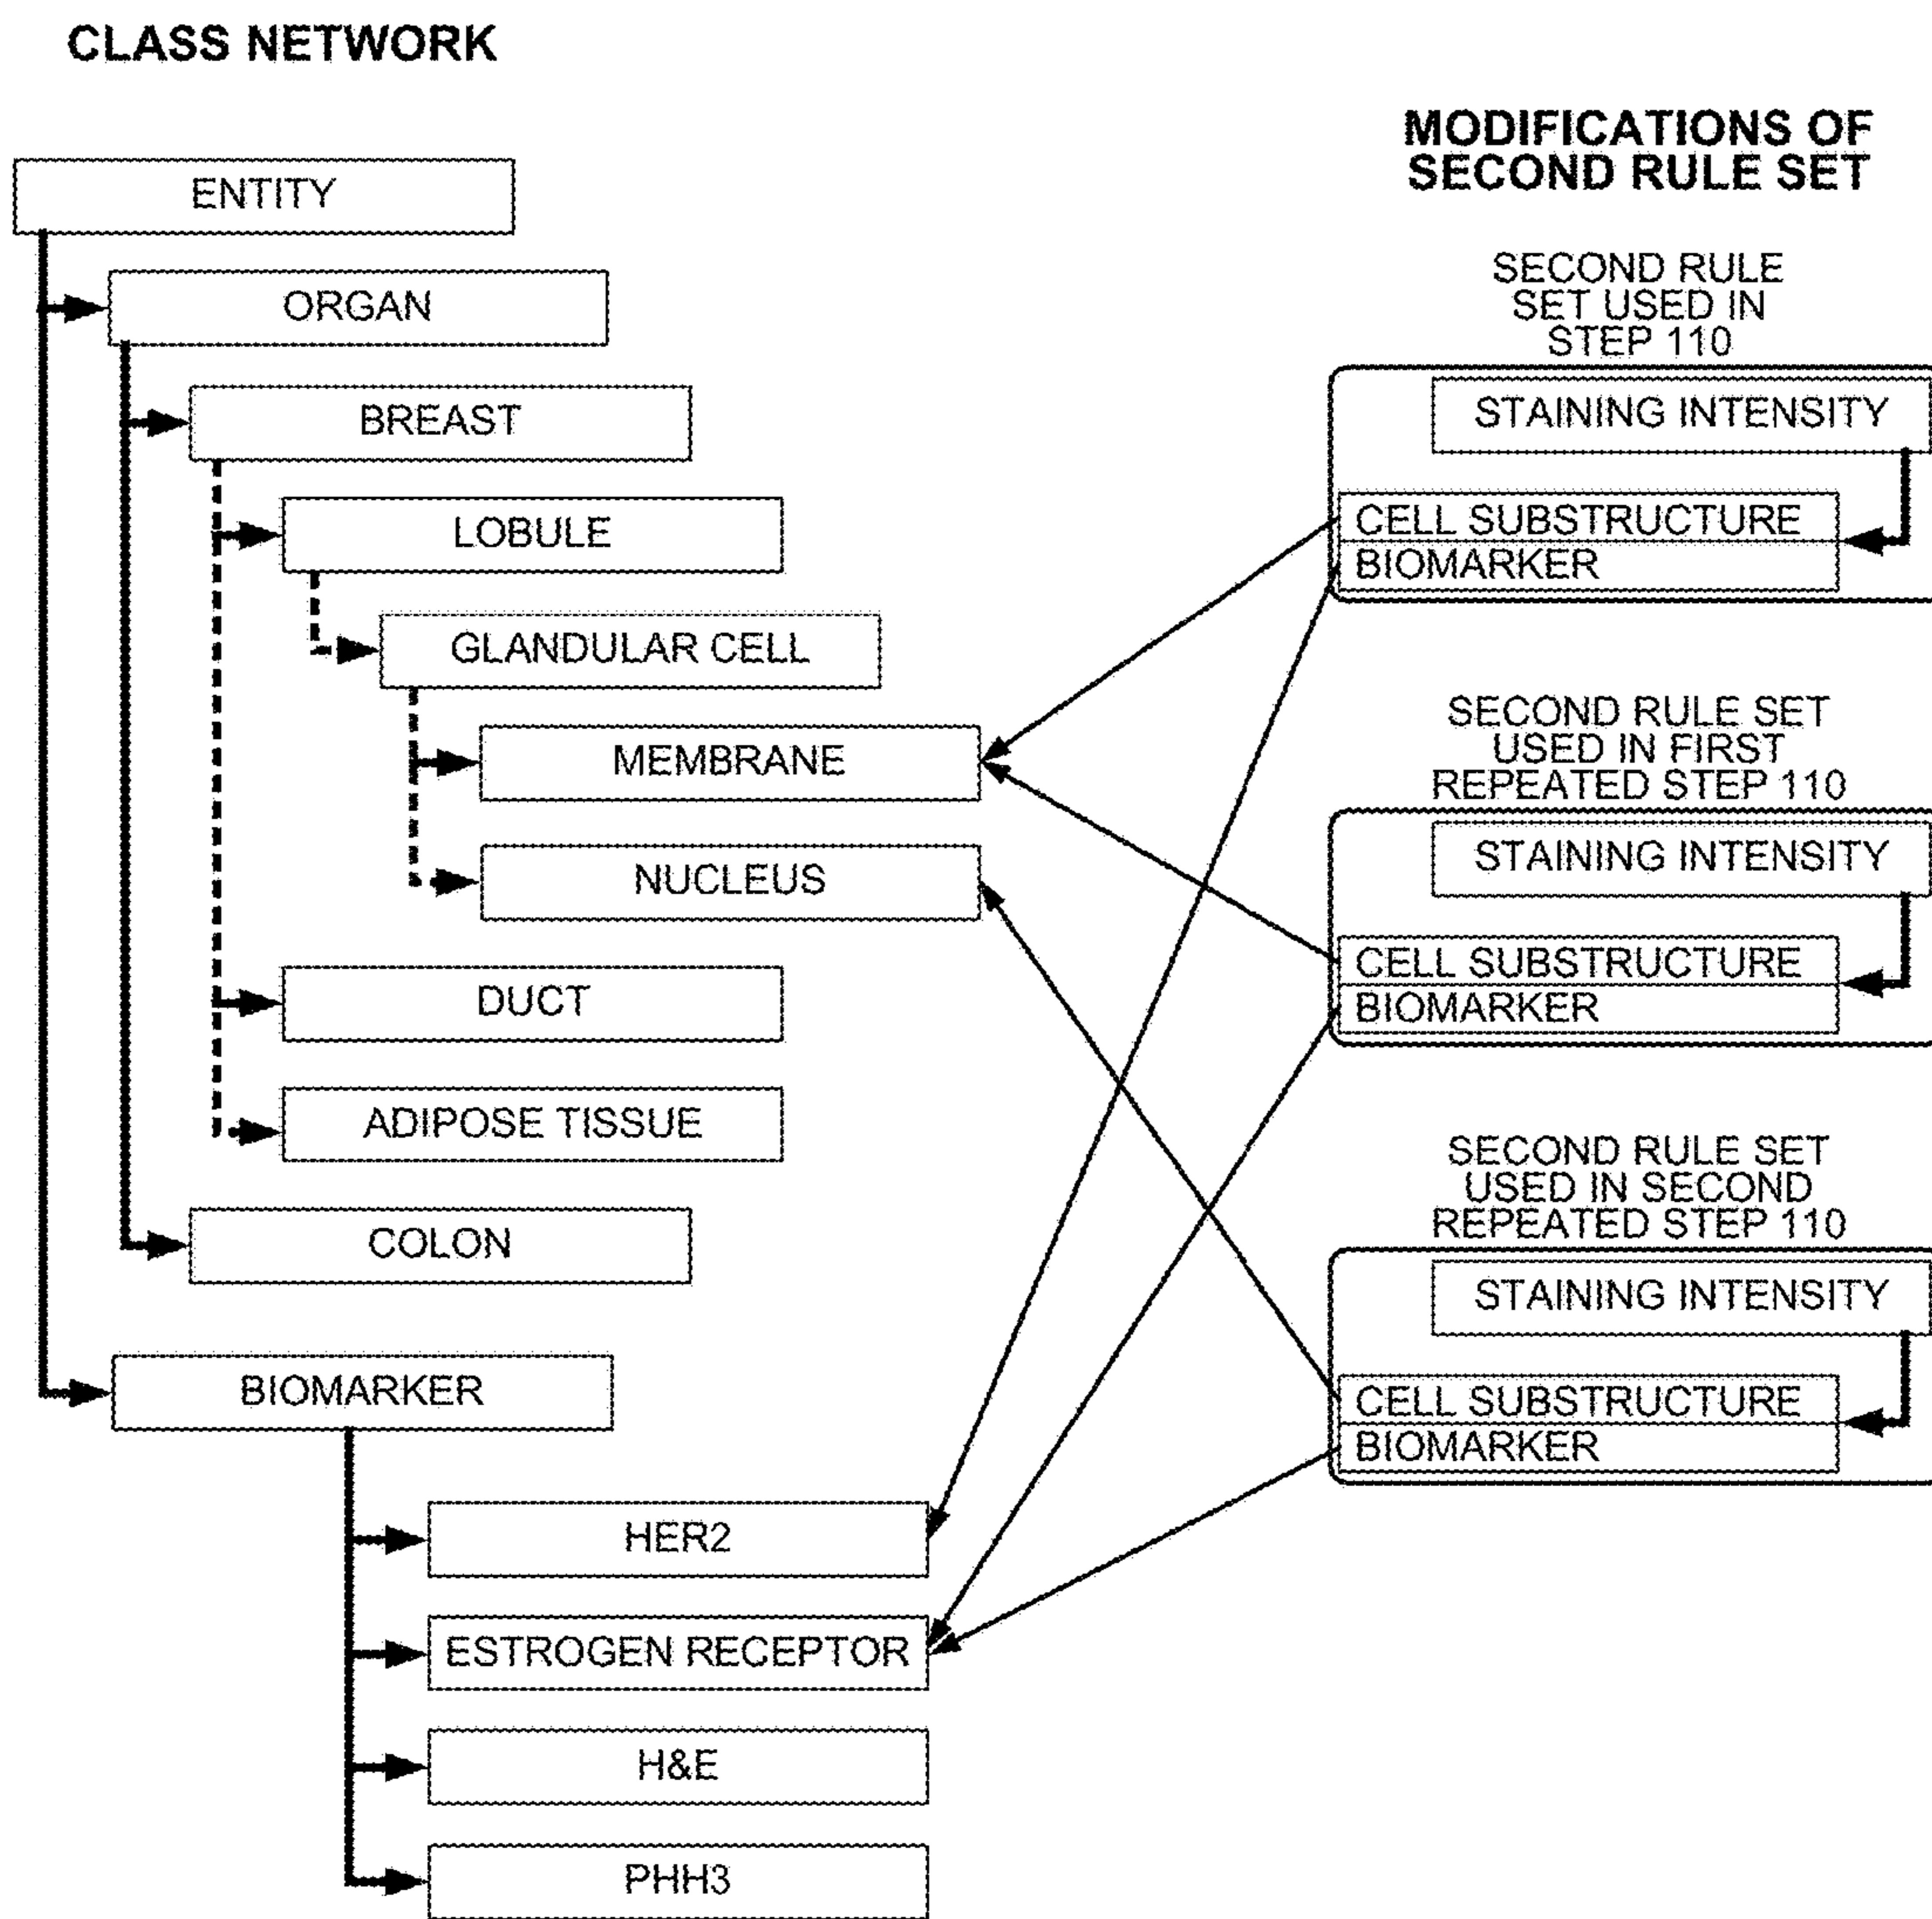 CLASS NETWORK
ENTITY
ORGAN
BREAST
LOBULE
GLANDULAR CELL
MEMBRANE
NUCLEUS
DUCT
ADIPOSE TISSUE
COLON
BIOMARKER
HER2
ESTROGEN RECEPTOR
H&E
PHH3
MODIFICATIONS OF
SECOND RULE SET
SECOND RULE
SET USED IN
STEP 110
STAINING INTENSITY
CELL SUBSTRUCTURE
BIOMARKER
SECOND RULE SET
USED IN FIRST
REPEATED STEP 110
STAINING INTENSITY
CELL SUBSTRUCTURE
BIOMARKER
SECOND RULE SET
USED IN SECOND
REPEATED STEP 110
STAINING INTENSITY
CELL SUBSTRUCTURE
BIOMARKER